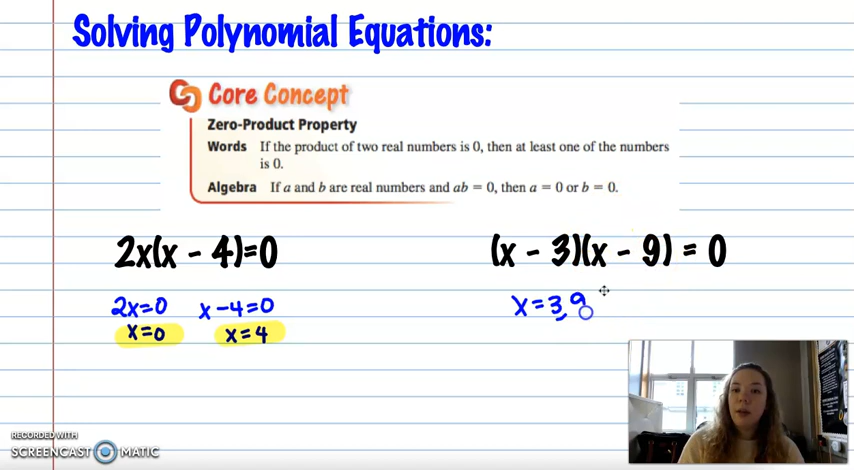 Solving Polynomial Equations:
Core Concept
Zero-Product Property
Words If the product of two real numbers is 0, then at least one of the numbers
is 0.
Algebra If a and b are real numbers and ab = 0, then a = 0 or b = 0.
2x(x - 4)=0
2x=0 x-4=0
x=0 x=4
(x - 3)(x - 9) = 0
x=3,9
RECORDED WITH
SCREENCAST MATIC